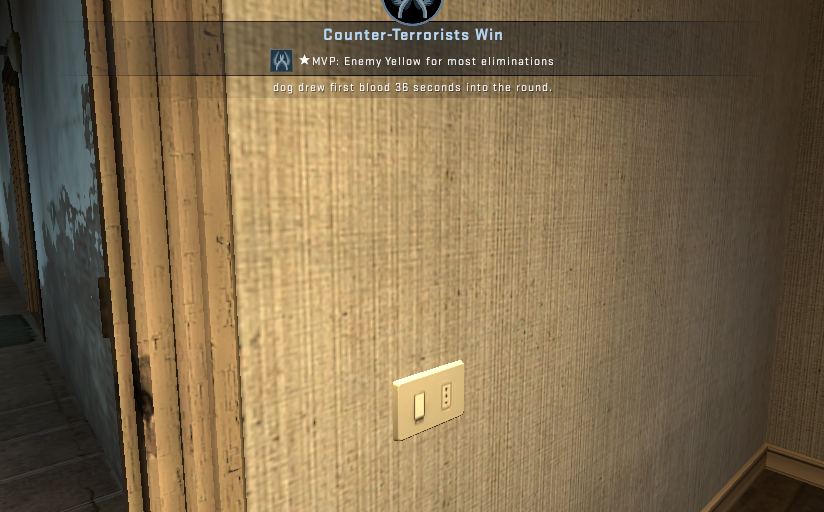 Counter-Terrorists Win
★MVP: Enemy Yellow for most eliminations
dog drew first blood 36 seconds into the round.